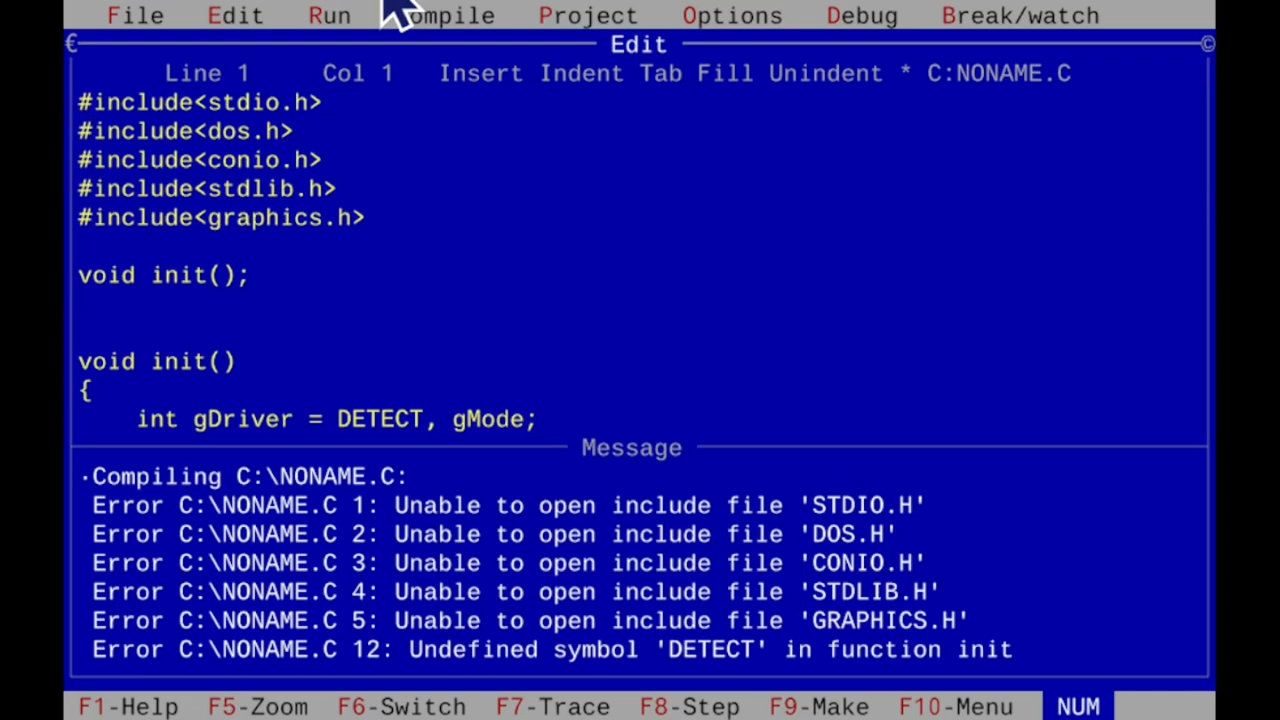 File Edit Run ompile Project Options Debug Break/watch
Edit
Line 1 Col 1 Insert Indent Tab Fill Unindent * C:NONAME.C
#include<stdio.h>
#include<dos.h>
#include<conio.h>
#include<stdlib.h>
#include<graphics.h>
void init();
void init()
{
int gDriver = DETECT, gMode;
Message
·Compiling C:\NONAME.C:
Error C:\NONAME.C 1: Unable to open include file 'STDIO.H'
Error C:\NONAME.C 2: Unable to open include file 'DOS.H'
Error C:\NONAME.C 3: Unable to open include file 'CONIO.H'
Error C:\NONAME.C 4: Unable to open include file 'STDLIB.H'
Error C:\NONAME.C 5: Unable to open include file 'GRAPHICS.H'
Error C:\NONAME.C 12: Undefined symbol 'DETECT' in function init
F1-Help F5-Zoom F6-Switch F7-Trace F8-Step F9-Make F10-Menu NUM